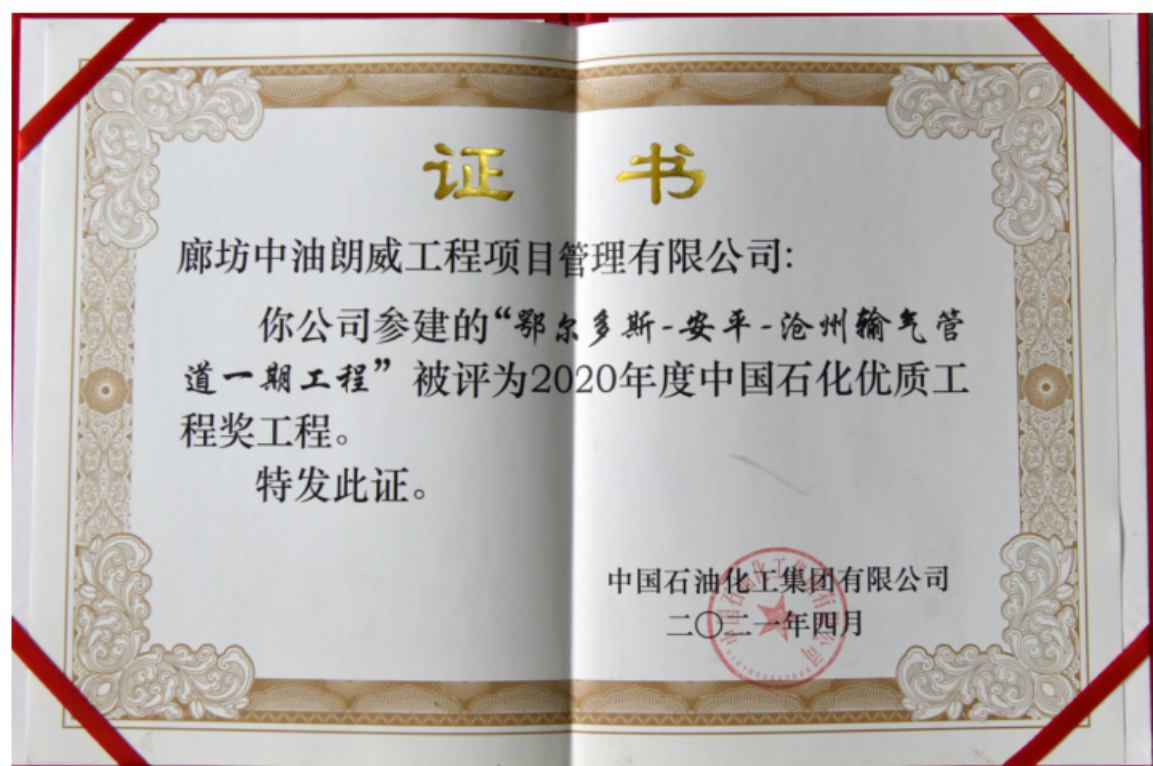 证书
廊坊中油朗威工程项目管理有限公司:
你公司参建的“鄂尔多斯-安平-沧州输气管
道一期工程”被评为2020年度中国石化优质工
程奖工程。
特发此证。
中国石油化工集团有限公司
二〇二一年四月